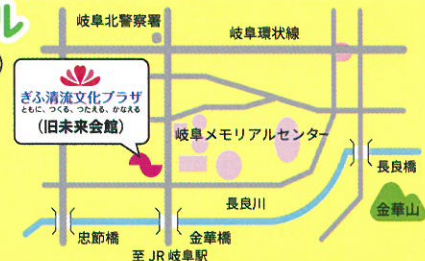 ル
)
岐阜北警察署
岐阜環状線
ぎふ清流文化プラザ
ともに、つくる、つたえる、かなえる
(旧未来会館)
岐阜メモリアルセンター
長良橋
長良川
金華山
忠節橋
金華橋
至 JR 岐阜駅